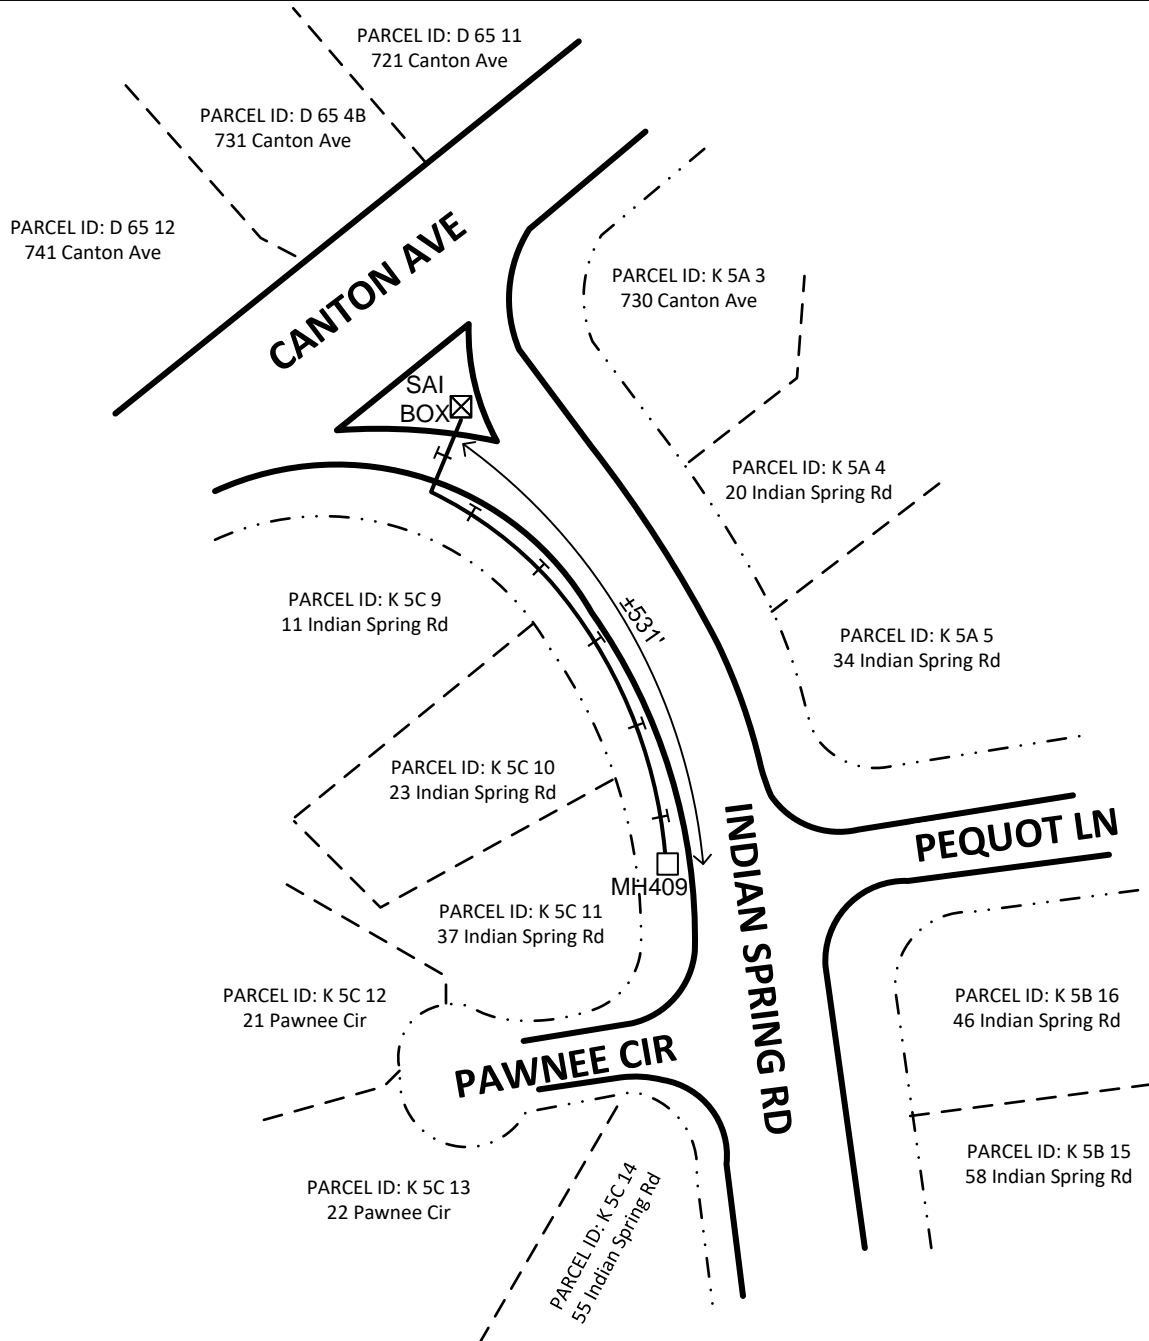 PARCEL ID: D 65 11
721 Canton Ave
PARCEL ID: D 65 4B
731 Canton Ave
PARCEL ID: D 65 12
741 Canton Ave
CANTON AVE
PARCEL ID: K 5A 3
730 Canton Ave
SAI
BOX
PARCEL ID: K 5A 4
20 Indian Spring Rd
PARCEL ID: K 5C 9
11 Indian Spring Rd
±531'
PARCEL ID: K 5A 5
34 Indian Spring Rd
PARCEL ID: K 5C 10
23 Indian Spring Rd
INDIAN SPRING RD
PEQUOT LN
MH409
PARCEL ID: K 5C 11
37 Indian Spring Rd
PARCEL ID: K 5C 12
21 Pawnee Cir
PARCEL ID: K 5B 16
46 Indian Spring Rd
PAWNEE CIR
PARCEL ID: K 5B 15
58 Indian Spring Rd
PARCEL ID: K 5C 13
22 Pawnee Cir
PARCEL ID: K 5C 14
55 Indian Spring Rd